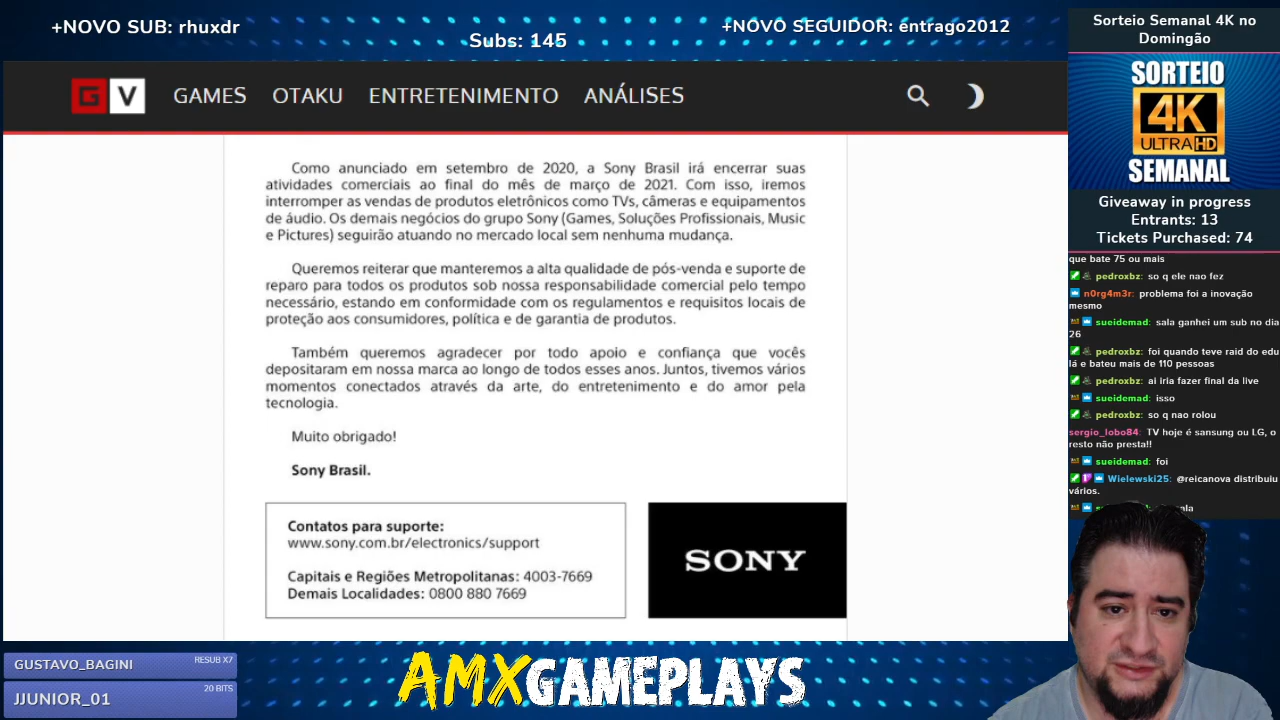 +NOVO SUB: rhuxdr
Subs: 145
+NOVO SEGUIDOR: entrago2012
Sorteio Semanal 4K no
Domingão
G V GAMES OTAKU ENTRETENIMENTO ANÁLISES
Como anunciado em setembro de 2020, a Sony Brasil irá encerrar suas
atividades comerciais ao final do mês de março de 2021. Com isso, iremos
interromper as vendas de produtos eletrônicos como TVs, câmeras e equipamentos
de áudio. Os demais negócios do grupo Sony (Games, Soluções Profissionais, Music
e Pictures) seguirão atuando no mercado local sem nenhuma mudança.
Queremos reiterar que manteremos a alta qualidade de pós-venda e suporte de
reparo para todos os produtos sob nossa responsabilidade comercial pelo tempo
necessário, estando em conformidade com os regulamentos e requisitos locais de
proteção aos consumidores, política e de garantia de produtos.
Também queremos agradecer por todo apoio e confiança que vocês
depositaram em nossa marca ao longo de todos esses anos. Juntos, tivemos vários
momentos conectados através da arte, do entretenimento e do amor pela
tecnologia.
Muito obrigado!
Sony Brasil.
Contatos para suporte:
www.sony.com.br/electronics/support
Capitais e Regiões Metropolitanas: 4003-7669
Demais Localidades: 0800 880 7669
SONY
SORTEIO
4K
ULTRA HD
SEMANAL
Giveaway in progress
Entrants: 13
Tickets Purchased: 74
que bate 75 ou mais
pedroxbz: so q ele nao fez
n0rg4m3r: problema foi a inovação
mesmo
sueidemad: sala ganhei um sub no dia
26
pedroxbz: foi quando teve raid do edu
lá e bateu mais de 110 pessoas
pedroxbz: ai iria fazer final da live
sueidemad: isso
pedroxbz: so q nao rolou
sergio_lobo84: TV hoje é sansung ou LG, o
resto não presta!!
sueidemad: foi
Wielewski25: @reicanova distribuiu
vários.
GUSTAVO_BAGINI RESUB X7
JJUNIOR_01 20 BITS
AMXGAMEPLAYS